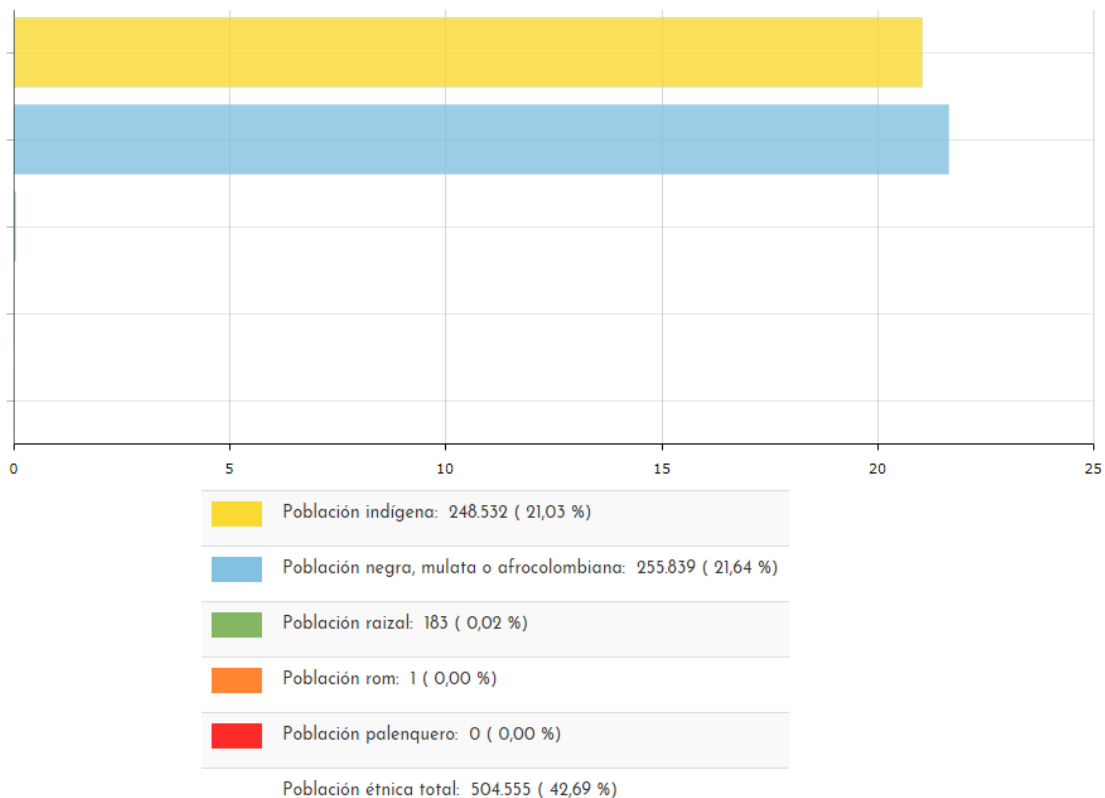 0 5 10 15 20 25
Población indígena: 248.532 ( 21,03 %)
Población negra, mulata o afrocolombiana: 255.839 ( 21,64 %)
Población raizal: 183 ( 0,02 %)
Población rom: 1 ( 0,00 %)
Población palenquero: 0 ( 0,00 %)
Población étnica total: 504.555 ( 42,69 %)